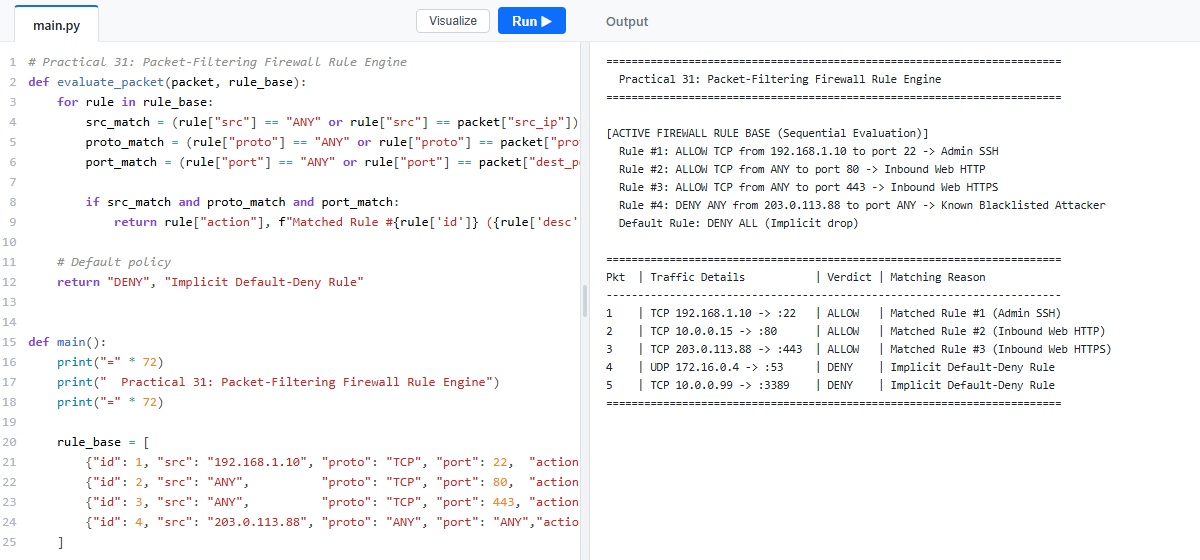 main.py
Visualize
Run ▶
Output
1 # Practical 31: Packet-Filtering Firewall Rule Engine
2 def evaluate_packet(packet, rule_base):
3     for rule in rule_base:
4         src_match = (rule["src"] == "ANY" or rule["src"] == packet["src_ip"])
5         proto_match = (rule["proto"] == "ANY" or rule["proto"] == packet["pro
6         port_match = (rule["port"] == "ANY" or rule["port"] == packet["dest_p
7
8         if src_match and proto_match and port_match:
9             return rule["action"], f"Matched Rule #{rule['id']} ({rule['desc'
10
11     # Default policy
12     return "DENY", "Implicit Default-Deny Rule"
13
14
15 def main():
16     print("=" * 72)
17     print("  Practical 31: Packet-Filtering Firewall Rule Engine")
18     print("=" * 72)
19
20     rule_base = [
21         {"id": 1, "src": "192.168.1.10", "proto": "TCP", "port": 22,  "action
22         {"id": 2, "src": "ANY",          "proto": "TCP", "port": 80,  "action
23         {"id": 3, "src": "ANY",          "proto": "TCP", "port": 443, "action
24         {"id": 4, "src": "203.0.113.88", "proto": "ANY", "port": "ANY","actio
25     ]
========================================================================
  Practical 31: Packet-Filtering Firewall Rule Engine
========================================================================
[ACTIVE FIREWALL RULE BASE (Sequential Evaluation)]
  Rule #1: ALLOW TCP from 192.168.1.10 to port 22 -> Admin SSH
  Rule #2: ALLOW TCP from ANY to port 80 -> Inbound Web HTTP
  Rule #3: ALLOW TCP from ANY to port 443 -> Inbound Web HTTPS
  Rule #4: DENY ANY from 203.0.113.88 to port ANY -> Known Blacklisted Attacker
  Default Rule: DENY ALL (Implicit drop)
========================================================================
Pkt  | Traffic Details           | Verdict | Matching Reason
------------------------------------------------------------------------
1    | TCP 192.168.1.10 -> :22   | ALLOW   | Matched Rule #1 (Admin SSH)
2    | TCP 10.0.0.15 -> :80      | ALLOW   | Matched Rule #2 (Inbound Web HTTP)
3    | TCP 203.0.113.88 -> :443  | ALLOW   | Matched Rule #3 (Inbound Web HTTPS)
4    | UDP 172.16.0.4 -> :53     | DENY    | Implicit Default-Deny Rule
5    | TCP 10.0.0.99 -> :3389    | DENY    | Implicit Default-Deny Rule
========================================================================